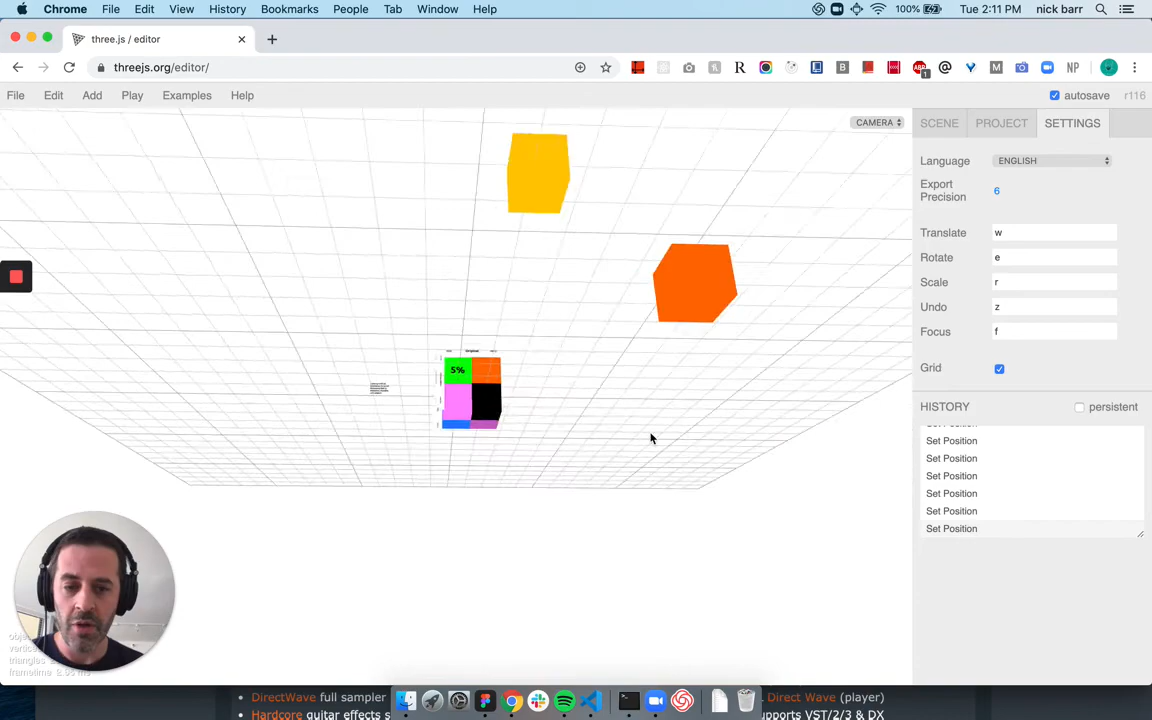 Chrome File Edit View History Bookmarks People Tab Window Help 100% Tue 2:11 PM nick barr
three.js / editor
threejs.org/editor/
File Edit Add Play Examples Help autosave r116
CAMERA SCENE PROJECT SETTINGS
Language ENGLISH
Export Precision 6
Translate w
Rotate e
Scale r
Undo z
Focus f
Grid
HISTORY persistent
Set Position
Set Position
Set Position
Set Position
Set Position
Set Position
5%
DirectWave full sampler
Direct Wave (player)
Hardcore guitar effects
supports VST/2/3 & DX